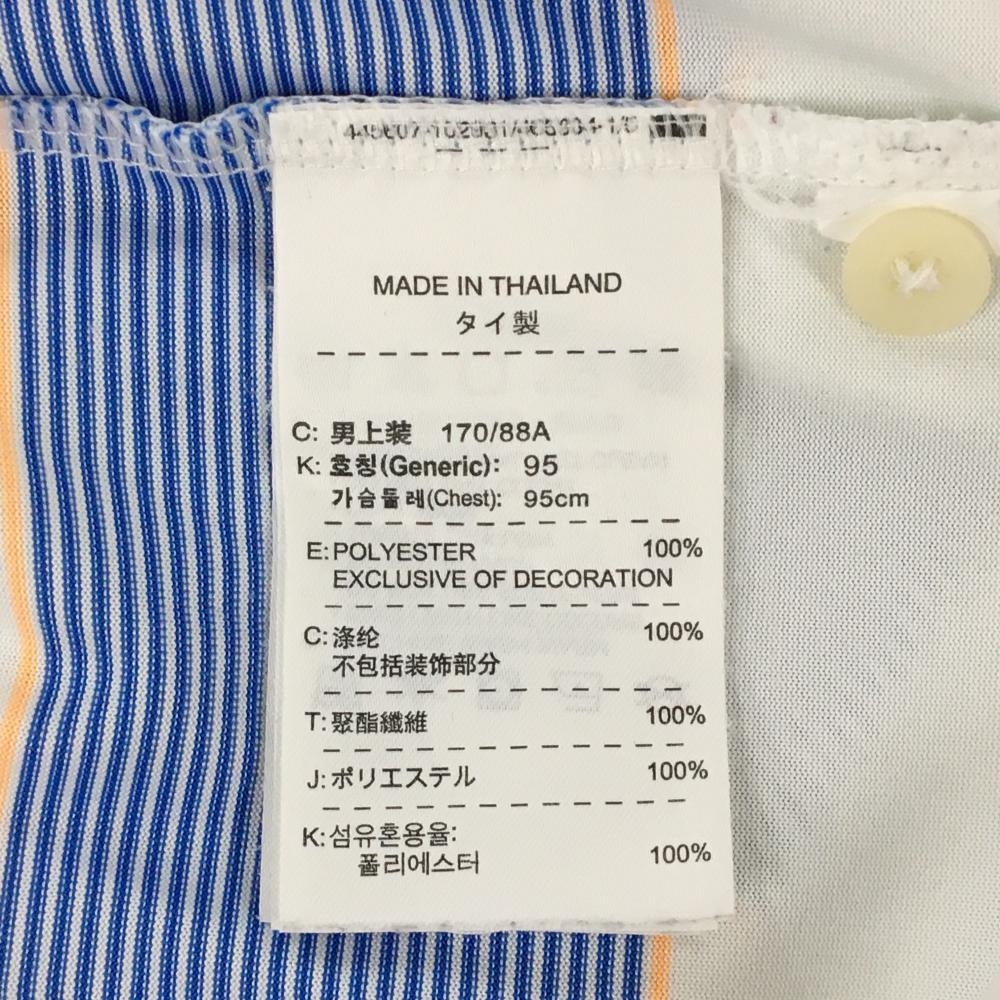 MADE IN THAILAND
タイ製
C: 男上装 170/88A
K: 호칭(Generic): 95
가슴둘레(Chest): 95cm
E: POLYESTER 100%
EXCLUSIVE OF DECORATION
C: 涤纶 100%
不包括装饰部分
T: 聚酯纖維 100%
J: ポリエステル 100%
K: 섬유혼용율:
폴리에스터 100%